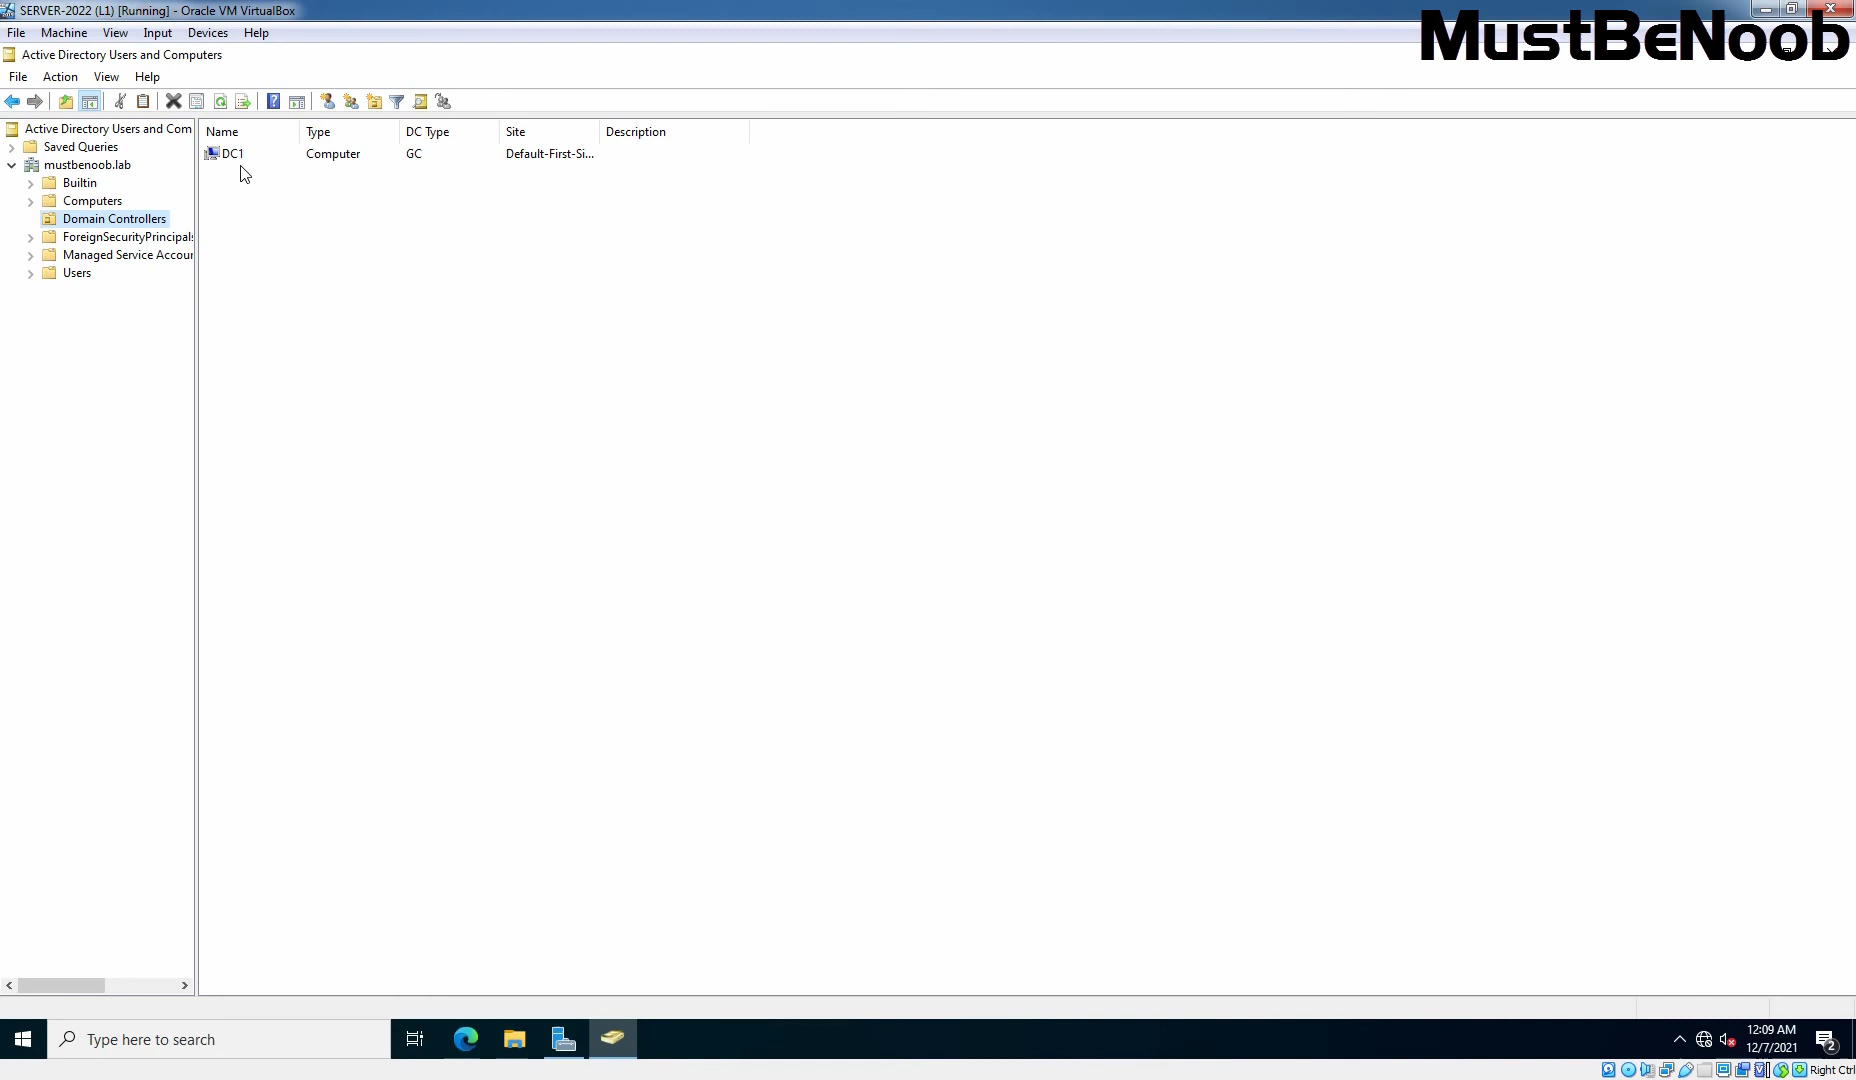 SERVER-2022 (L1) [Running] - Oracle VM VirtualBox
File Machine View Input Devices Help
MustBeNoob
Active Directory Users and Computers
File Action View Help
Active Directory Users and Com
Saved Queries
mustbenoob.lab
Builtin
Computers
Domain Controllers
ForeignSecurityPrincipals
Managed Service Accoun
Users
Name Type DC Type Site Description
DC1 Computer GC Default-First-Si...
Type here to search
12:09 AM
12/7/2021
2
Right Ctrl